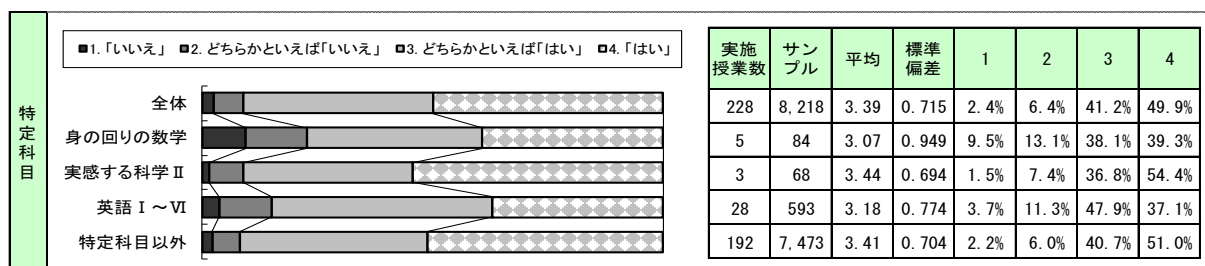 特定科目
■1.「いいえ」 ■2.どちらかといえば「いいえ」 ■3.どちらかといえば「はい」 ■4.「はい」
実施授業数 サンプル 平均 標準偏差 1 2 3 4
全体 228 8,218 3.39 0.715 2.4% 6.4% 41.2% 49.9%
身の回りの数学 5 84 3.07 0.949 9.5% 13.1% 38.1% 39.3%
実感する科学Ⅱ 3 68 3.44 0.694 1.5% 7.4% 36.8% 54.4%
英語Ⅰ～Ⅵ 28 593 3.18 0.774 3.7% 11.3% 47.9% 37.1%
特定科目以外 192 7,473 3.41 0.704 2.2% 6.0% 40.7% 51.0%